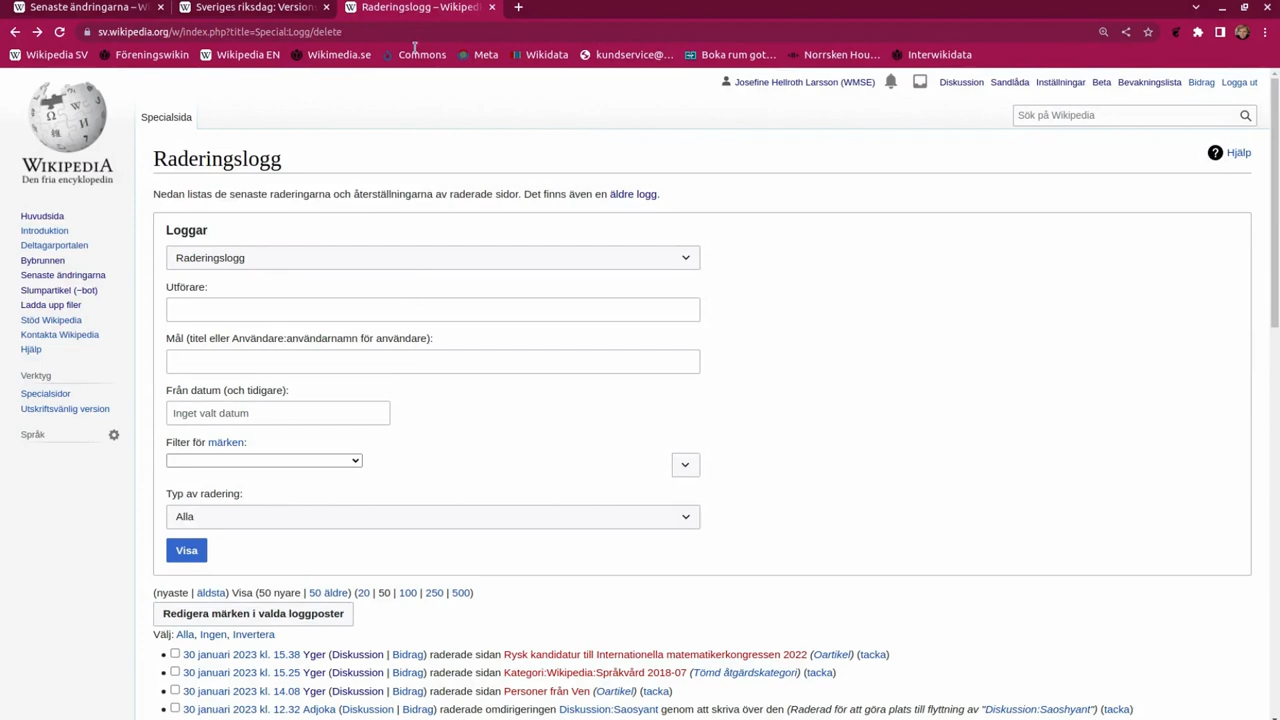 Senaste ändringarna – Wi
Sveriges riksdag: Version
Raderingslogg – Wikiped
sv.wikipedia.org/w/index.php?title=Special:Logg/delete
Wikipedia SV
Föreningswikin
Wikipedia EN
Wikimedia.se
Commons
Meta
Wikidata
kundservice@...
Boka rum got...
Norrsken Hou...
Interwikidata
Josefine Hellroth Larsson (WMSE)
Diskussion
Sandlåda
Inställningar
Beta
Bevakningslista
Bidrag
Logga ut
Specialsida
Sök på Wikipedia
WIKIPEDIA
Den fria encyklopedin
Raderingslogg
Hjälp
Nedan listas de senaste raderingarna och återställningarna av raderade sidor. Det finns även en äldre logg.
Huvudsida
Introduktion
Deltagarportalen
Bybrunnen
Senaste ändringarna
Slumpartikel (−bot)
Ladda upp filer
Stöd Wikipedia
Kontakta Wikipedia
Hjälp
Verktyg
Specialsidor
Utskriftsvänlig version
Språk
Loggar
Raderingslogg
Utförare:
Mål (titel eller Användare:användarnamn för användare):
Från datum (och tidigare):
Inget valt datum
Filter för märken:
Typ av radering:
Alla
Visa
(nyaste | äldsta) Visa (50 nyare | 50 äldre) (20 | 50 | 100 | 250 | 500)
Redigera märken i valda loggposter
Välj: Alla, Ingen, Invertera
30 januari 2023 kl. 15.38 Yger (Diskussion | Bidrag) raderade sidan Rysk kandidatur till Internationella matematikerkongressen 2022 (Oartikel) (tacka)
30 januari 2023 kl. 15.25 Yger (Diskussion | Bidrag) raderade sidan Kategori:Wikipedia:Språkvård 2018-07 (Tömd åtgärdskategori) (tacka)
30 januari 2023 kl. 14.08 Yger (Diskussion | Bidrag) raderade sidan Personer från Ven (Oartikel) (tacka)
30 januari 2023 kl. 12.32 Adjoka (Diskussion | Bidrag) raderade omdirigeringen Diskussion:Saosyant genom att skriva över den (Raderad för att göra plats till flyttning av "Diskussion:Saoshyant") (tacka)